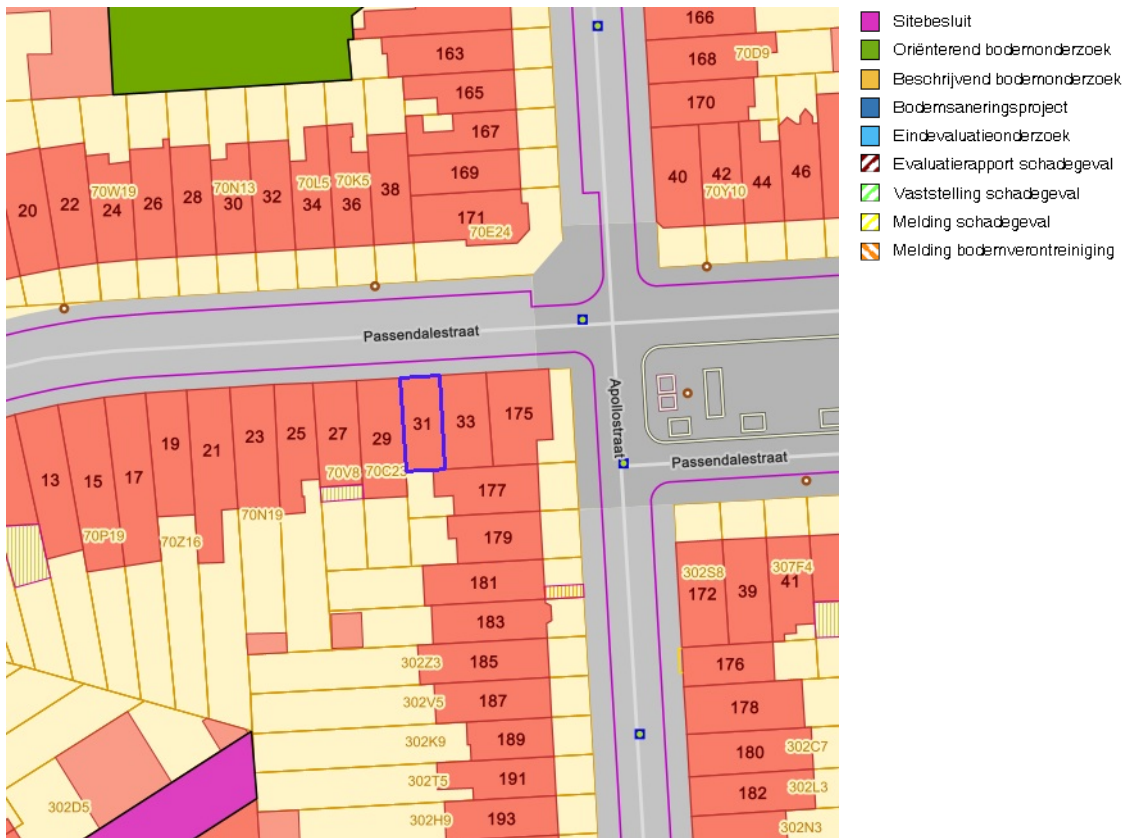 163
165
167
169
171
70E24
166
168
70D9
170
40
42
44
46
70Y10
20
22
70W19
24
26
28
70N13
30
32
70L5
34
70K5
36
38
Passendalestraat
Apollostraat
Passendalestraat
13
15
17
19
21
23
25
27
29
31
33
175
70P19
70Z16
70N19
70V8
70C23
177
179
181
183
302Z3
185
302V5
187
302K9
189
302T5
191
302H9
193
302D5
302S8
172
39
307F4
41
176
178
180
302C7
182
302L3
302N3
Sitebesluit
Oriënterend bodemonderzoek
Beschrijvend bodemonderzoek
Bodemsaneringsproject
Eindevaluatieonderzoek
Evaluatierapport schadegeval
Vaststelling schadegeval
Melding schadegeval
Melding bodemverontreiniging